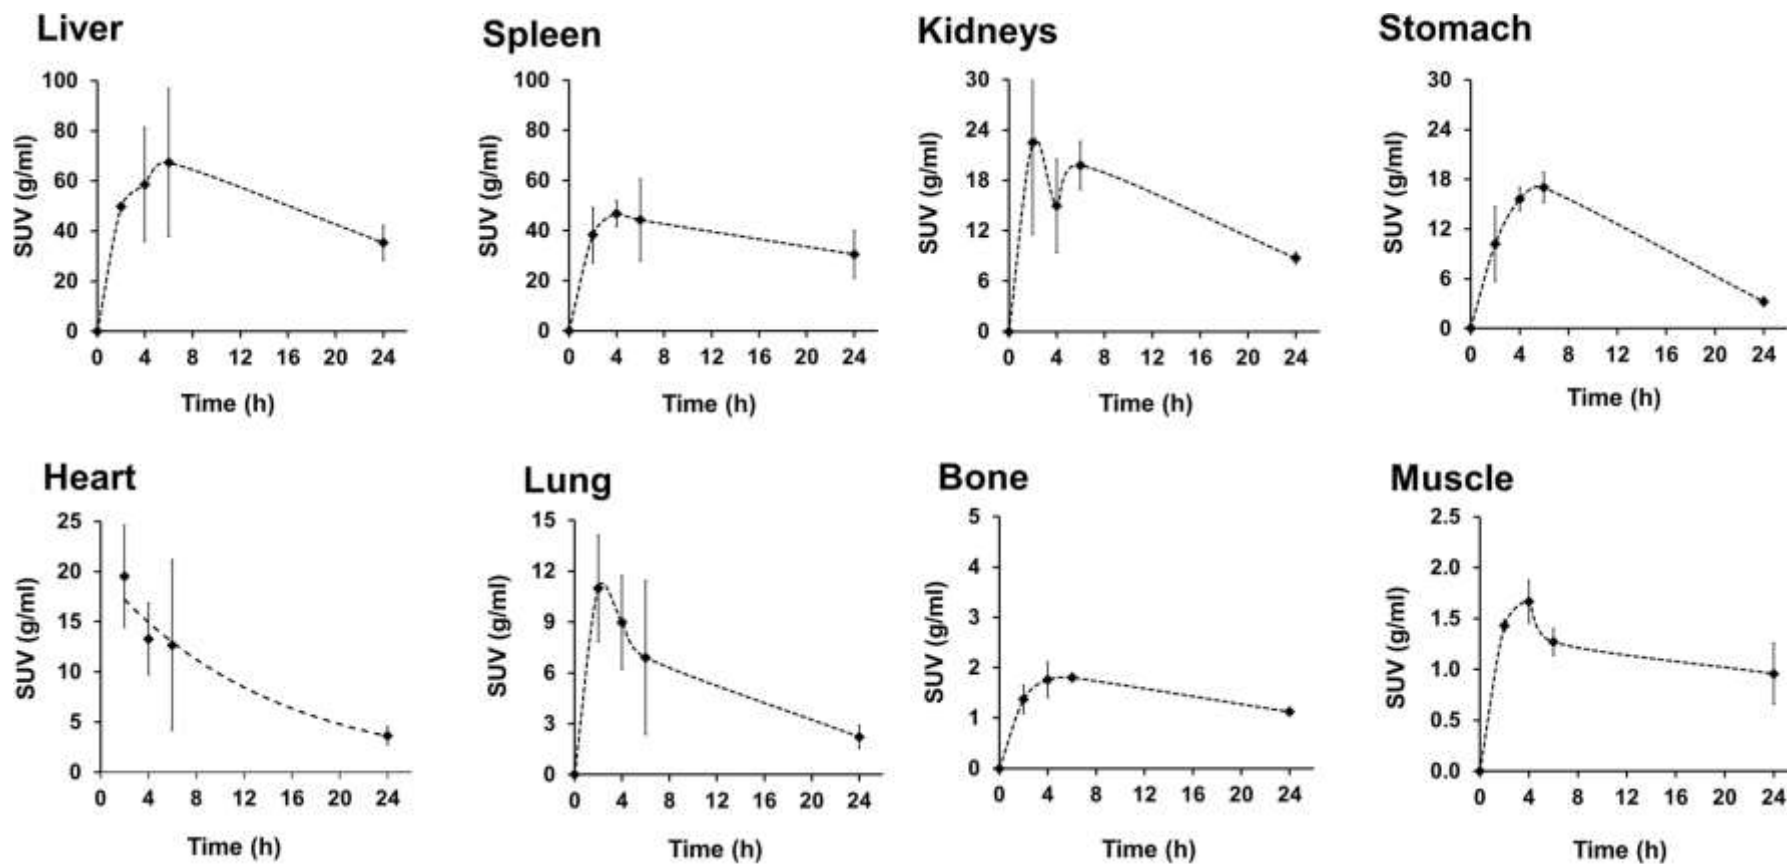 Liver
SUV (g/ml)
100
80
60
40
20
0
0 4 8 12 16 20 24
Time (h)
Spleen
SUV (g/ml)
100
80
60
40
20
0
0 4 8 12 16 20 24
Time (h)
Kidneys
SUV (g/ml)
30
24
18
12
6
0
0 4 8 12 16 20 24
Time (h)
Stomach
SUV (g/ml)
30
24
18
12
6
0
0 4 8 12 16 20 24
Time (h)
Heart
SUV (g/ml)
25
20
15
10
5
0
0 4 8 12 16 20 24
Time (h)
Lung
SUV (g/ml)
15
12
9
6
3
0
0 4 8 12 16 20 24
Time (h)
Bone
SUV (g/ml)
5
4
3
2
1
0
0 4 8 12 16 20 24
Time (h)
Muscle
SUV (g/ml)
2.5
2.0
1.5
1.0
0.5
0.0
0 4 8 12 16 20 24
Time (h)